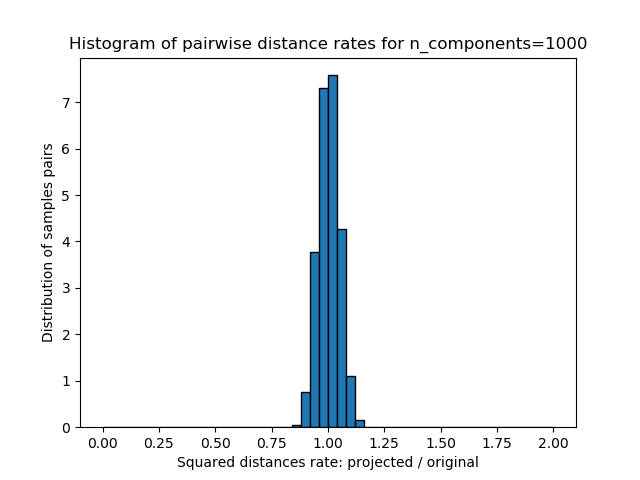 Histogram of pairwise distance rates for n_components=1000
Distribution of samples pairs
7
6
5
4
3
2
1
0
0.00 0.25 0.50 0.75 1.00 1.25 1.50 1.75 2.00
Squared distances rate: projected / original